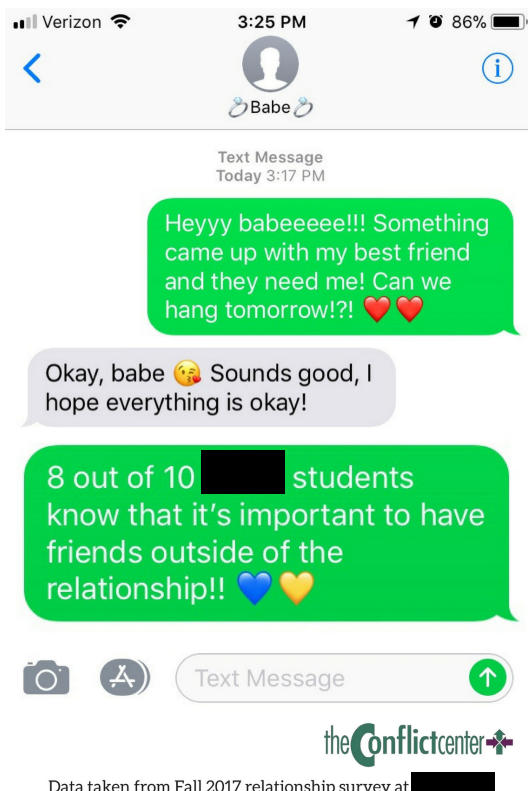 Verizon 3:25 PM 86%
💍Babe💍
Text Message
Today 3:17 PM
Heyyy babeeeee!!! Something
came up with my best friend
and they need me! Can we
hang tomorrow!?! ❤️❤️
Okay, babe 😘 Sounds good, I
hope everything is okay!
8 out of 10 students
know that it’s important to have
friends outside of the
relationship!! 💙💛
Text Message
the Conflictcenter
Data taken from Fall 2017 relationship survey at